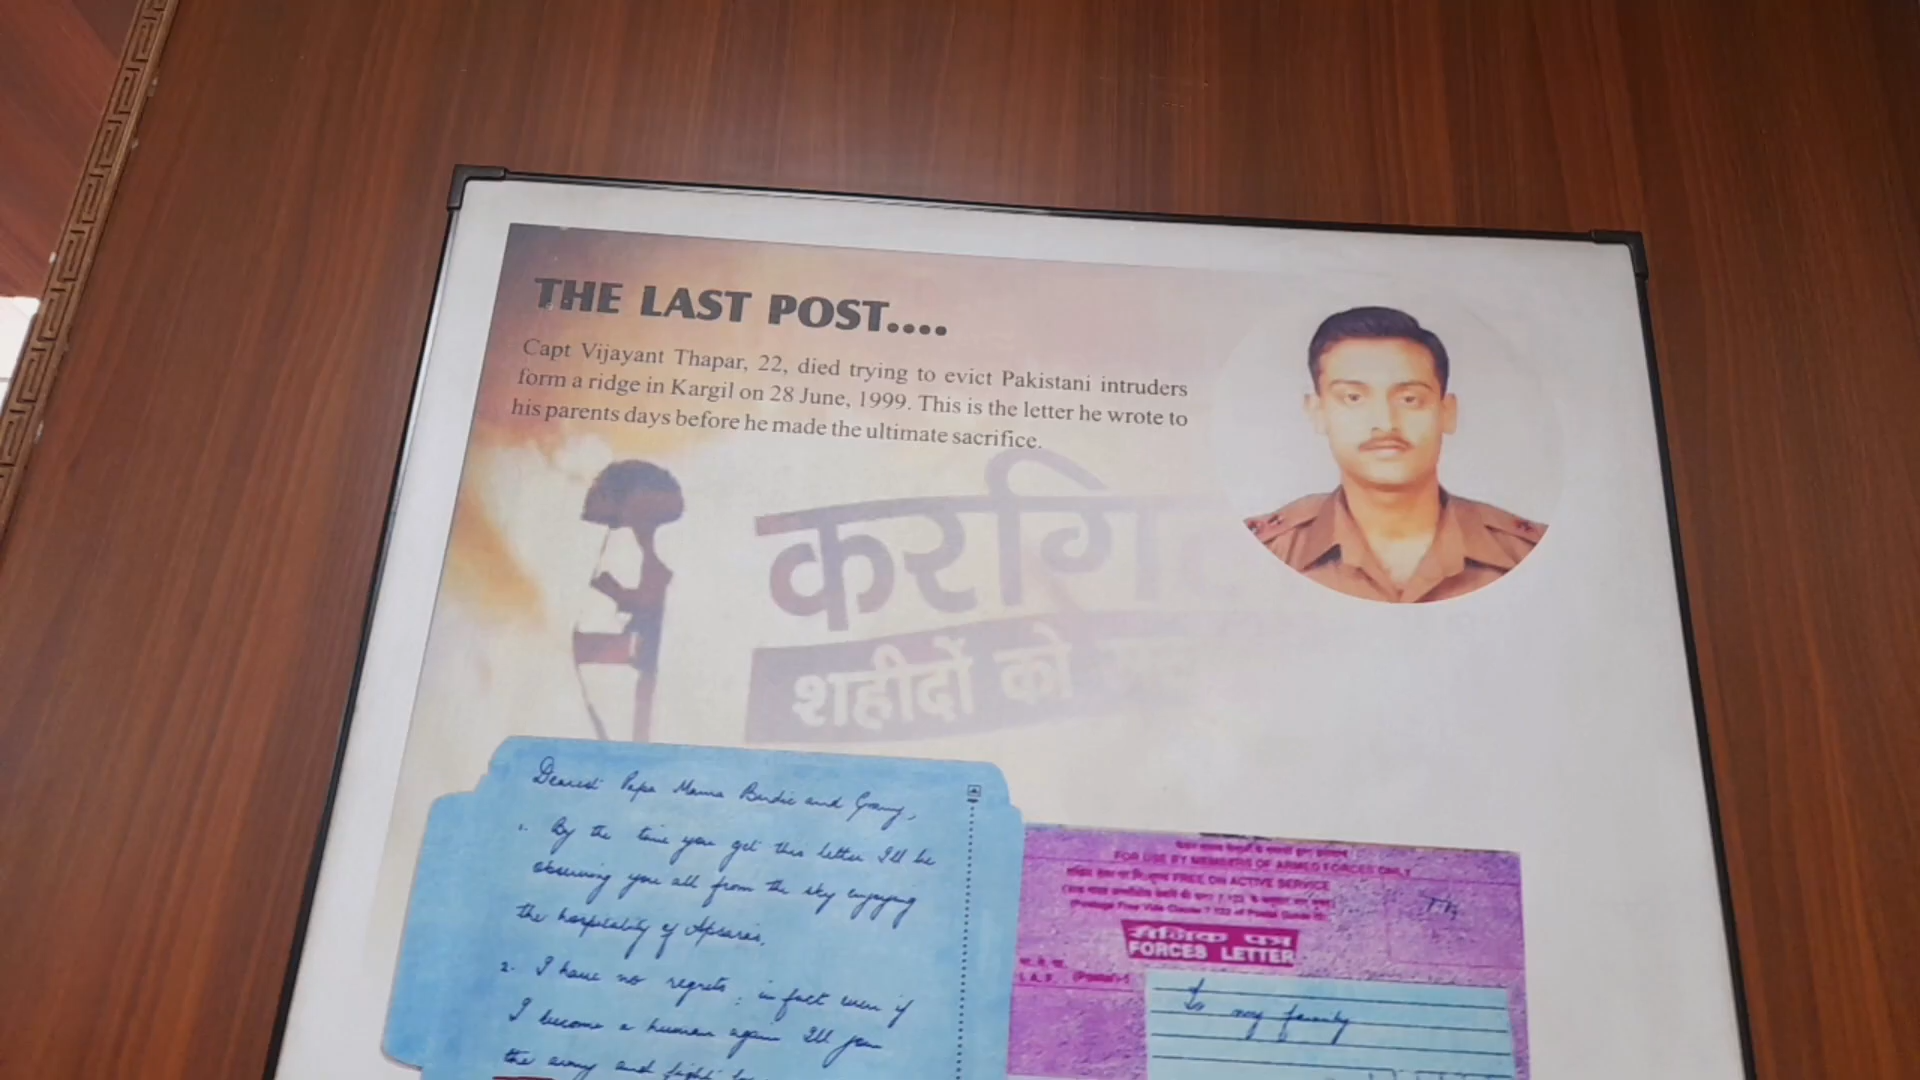 THE LAST POST....
Capt Vijayant Thapar, 22, died trying to evict Pakistani intruders
form a ridge in Kargil on 28 June, 1999. This is the letter he wrote to
his parents days before he made the ultimate sacrifice.
करगिल
शहीदों को
Dearest Papa Mama Birdie and Granny,
1. By the time you get this letter I'll be
observing you all from the sky enjoying
the hospitality of Apsaras.
2. I have no regrets, in fact even if
I become a human again I'll join
the army and fight
FOR USE BY MEMBERS OF ARMED FORCES ONLY
FREE ON ACTIVE SERVICE
सैनिक पत्र
FORCES LETTER
I.A.F. (Postal)-1
To my family